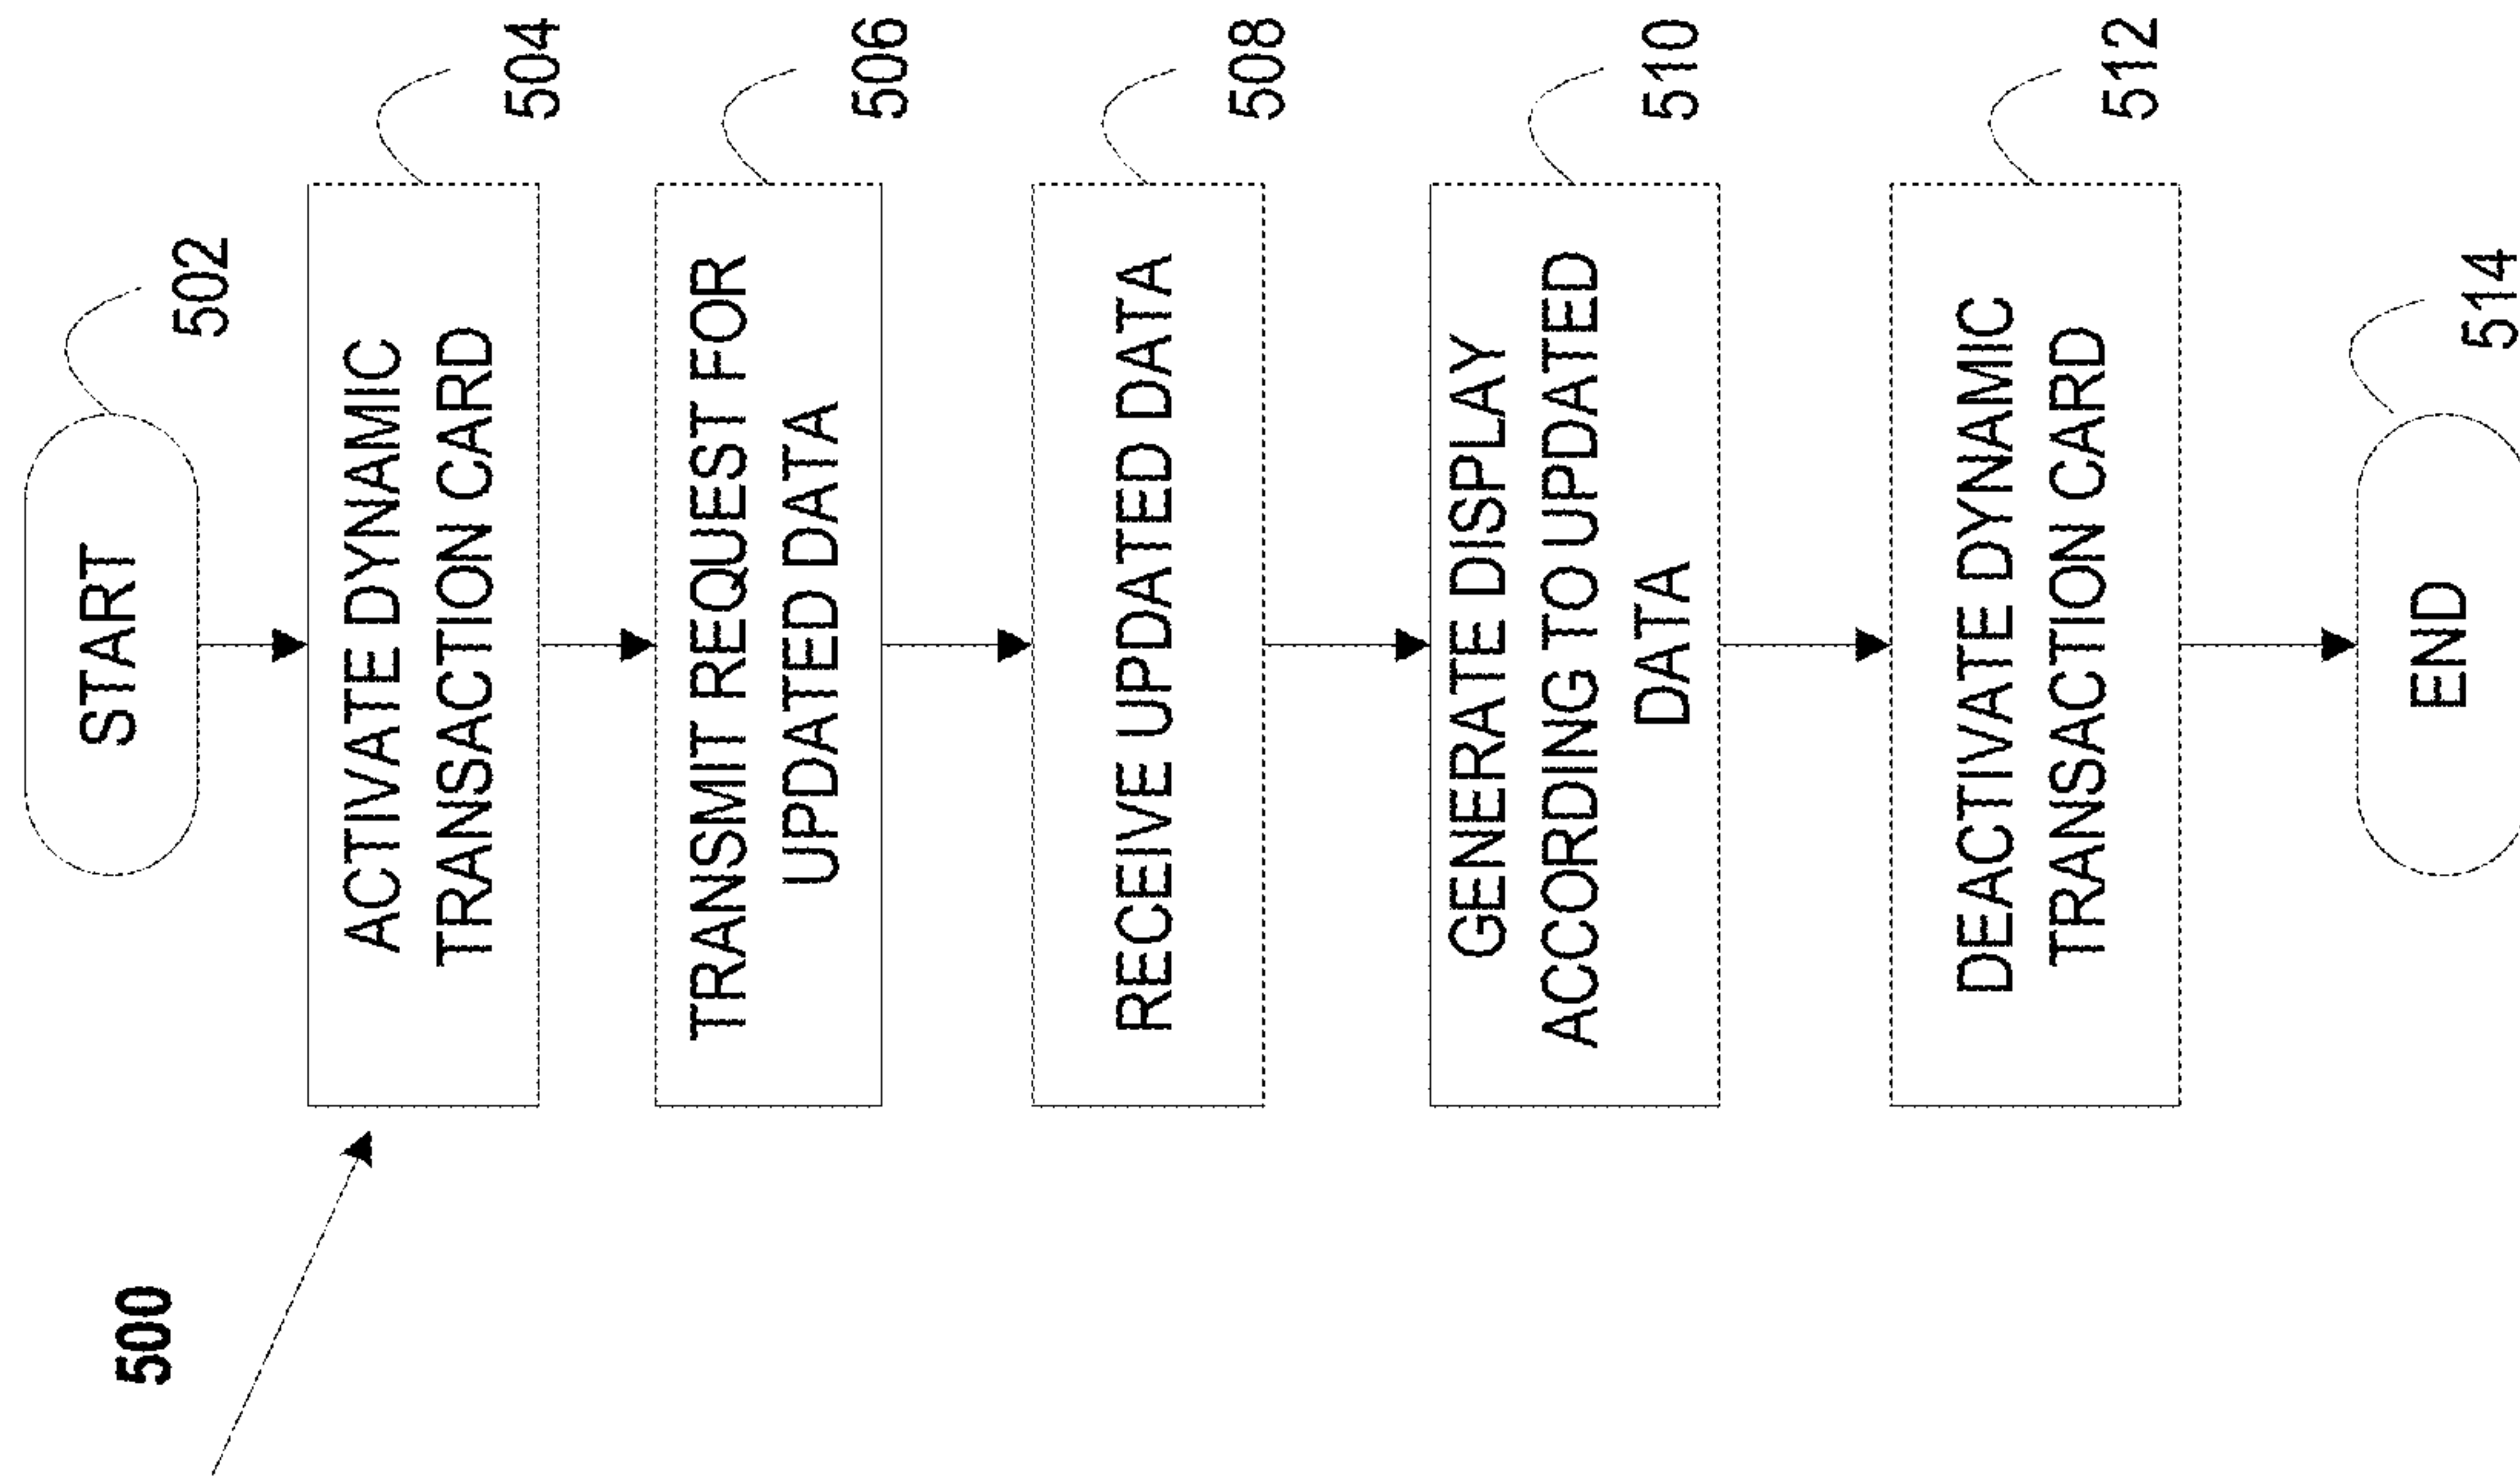 500
START
502
ACTIVATE DYNAMIC
TRANSACTION CARD
504
TRANSMIT REQUEST FOR
UPDATED DATA
506
RECEIVE UPDATED DATA
508
GENERATE DISPLAY
ACCORDING TO UPDATED
DATA
510
DEACTIVATE DYNAMIC
TRANSACTION CARD
512
END
514